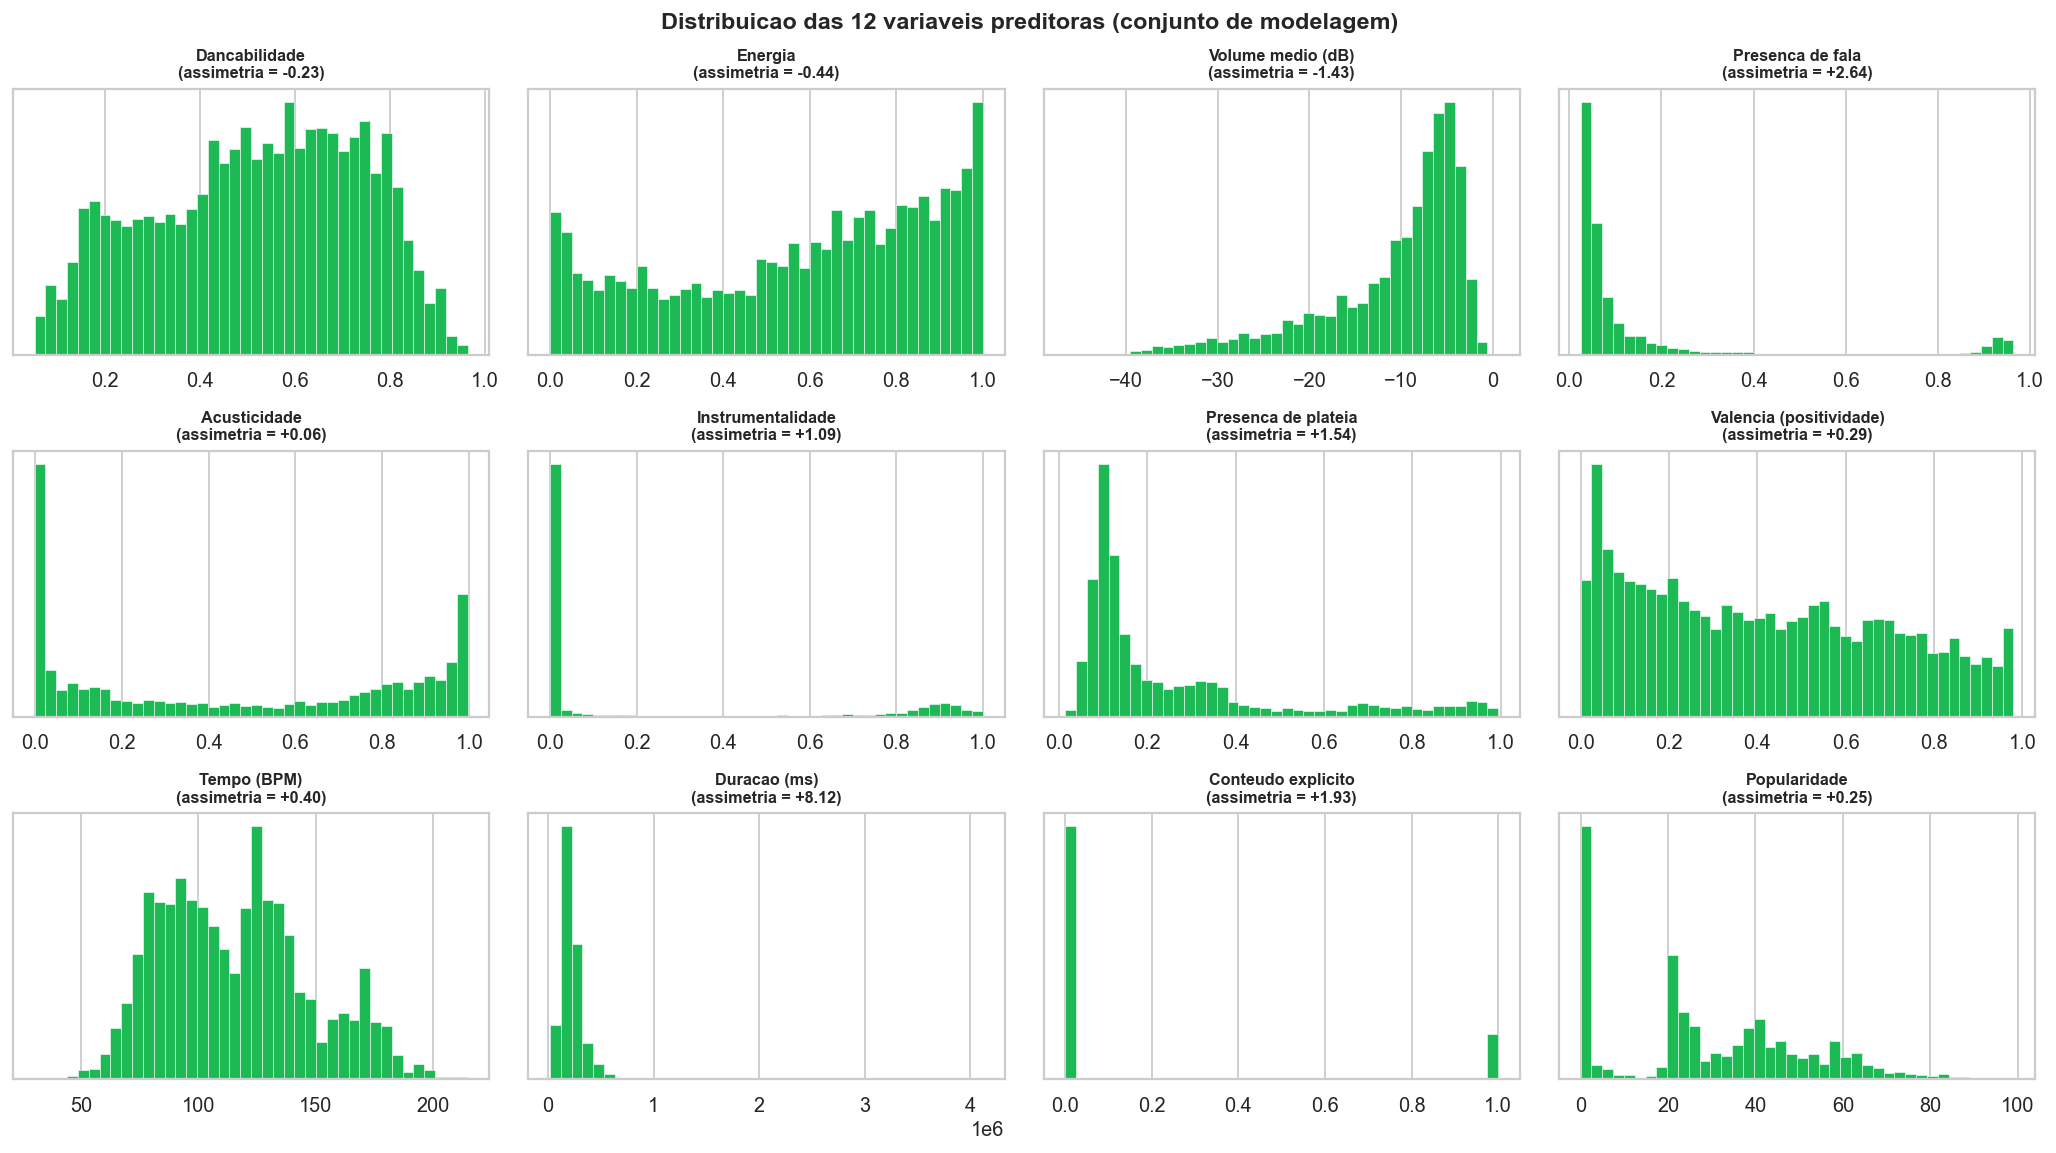 Distribuicao das 12 variaveis preditoras (conjunto de modelagem)
Dancabilidade
(assimetria = -0.23)
0.2 0.4 0.6 0.8 1.0
Energia
(assimetria = -0.44)
0.0 0.2 0.4 0.6 0.8 1.0
Volume medio (dB)
(assimetria = -1.43)
−40 −30 −20 −10 0
Presenca de fala
(assimetria = +2.64)
0.0 0.2 0.4 0.6 0.8 1.0
Acusticidade
(assimetria = +0.06)
0.0 0.2 0.4 0.6 0.8 1.0
Instrumentalidade
(assimetria = +1.09)
0.0 0.2 0.4 0.6 0.8 1.0
Presenca de plateia
(assimetria = +1.54)
0.0 0.2 0.4 0.6 0.8 1.0
Valencia (positividade)
(assimetria = +0.29)
0.0 0.2 0.4 0.6 0.8 1.0
Tempo (BPM)
(assimetria = +0.40)
50 100 150 200
Duracao (ms)
(assimetria = +8.12)
0 1 2 3 4
1e6
Conteudo explicito
(assimetria = +1.93)
0.0 0.2 0.4 0.6 0.8 1.0
Popularidade
(assimetria = +0.25)
0 20 40 60 80 100